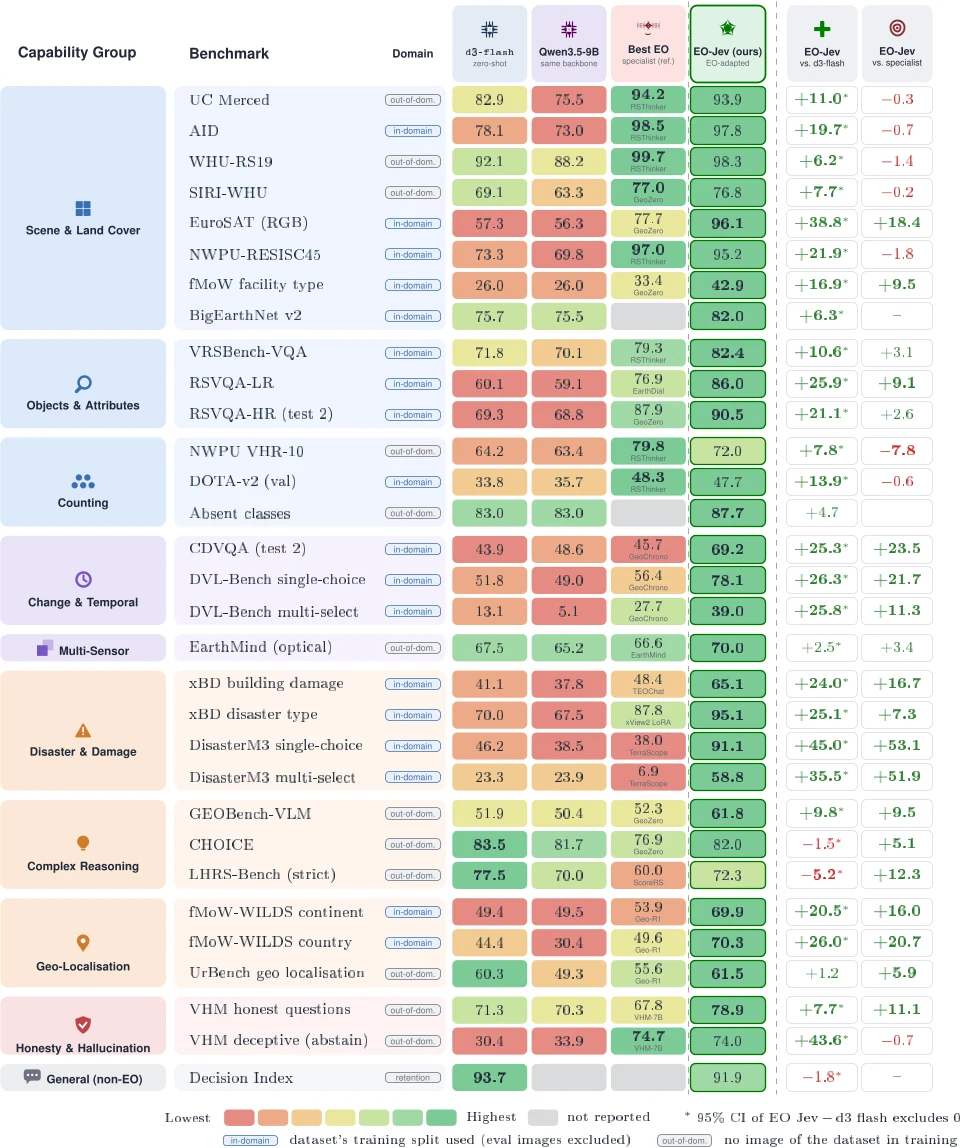 Capability Group Benchmark Domain d3-flash zero-shot Qwen3.5-9B same backbone Best EO specialist (ref.) EO-Jev (ours) EO-adapted EO-Jev vs. d3-flash EO-Jev vs. specialist
Scene & Land Cover
UC Merced out-of-dom. 82.9 75.5 94.2 RSThinker 93.9 +11.0* −0.3
AID in-domain 78.1 73.0 98.5 RSThinker 97.8 +19.7* −0.7
WHU-RS19 out-of-dom. 92.1 88.2 99.7 RSThinker 98.3 +6.2* −1.4
SIRI-WHU out-of-dom. 69.1 63.3 77.0 GeoZero 76.8 +7.7* −0.2
EuroSAT (RGB) in-domain 57.3 56.3 77.7 GeoZero 96.1 +38.8* +18.4
NWPU-RESISC45 in-domain 73.3 69.8 97.0 RSThinker 95.2 +21.9* −1.8
fMoW facility type in-domain 26.0 26.0 33.4 GeoZero 42.9 +16.9* +9.5
BigEarthNet v2 in-domain 75.7 75.5 82.0 +6.3* –
Objects & Attributes
VRSBench-VQA in-domain 71.8 70.1 79.3 RSThinker 82.4 +10.6* +3.1
RSVQA-LR in-domain 60.1 59.1 76.9 EarthDial 86.0 +25.9* +9.1
RSVQA-HR (test 2) in-domain 69.3 68.8 87.9 GeoZero 90.5 +21.1* +2.6
Counting
NWPU VHR-10 out-of-dom. 64.2 63.4 79.8 RSThinker 72.0 +7.8* −7.8
DOTA-v2 (val) in-domain 33.8 35.7 48.3 RSThinker 47.7 +13.9* −0.6
Absent classes out-of-dom. 83.0 83.0 87.7 +4.7
Change & Temporal
CDVQA (test 2) in-domain 43.9 48.6 45.7 GeoChrono 69.2 +25.3* +23.5
DVL-Bench single-choice in-domain 51.8 49.0 56.4 GeoChrono 78.1 +26.3* +21.7
DVL-Bench multi-select in-domain 13.1 5.1 27.7 GeoChrono 39.0 +25.8* +11.3
Multi-Sensor
EarthMind (optical) out-of-dom. 67.5 65.2 66.6 EarthMind 70.0 +2.5* +3.4
Disaster & Damage
xBD building damage in-domain 41.1 37.8 48.4 TEOChat 65.1 +24.0* +16.7
xBD disaster type in-domain 70.0 67.5 87.8 xView2 LoRA 95.1 +25.1* +7.3
DisasterM3 single-choice in-domain 46.2 38.5 38.0 TerraScope 91.1 +45.0* +53.1
DisasterM3 multi-select in-domain 23.3 23.9 6.9 TerraScope 58.8 +35.5* +51.9
Complex Reasoning
GEOBench-VLM out-of-dom. 51.9 50.4 52.3 GeoZero 61.8 +9.8* +9.5
CHOICE out-of-dom. 83.5 81.7 76.9 GeoZero 82.0 −1.5* +5.1
LHRS-Bench (strict) out-of-dom. 77.5 70.0 60.0 ScoreRS 72.3 −5.2* +12.3
Geo-Localisation
fMoW-WILDS continent in-domain 49.4 49.5 53.9 Geo-R1 69.9 +20.5* +16.0
fMoW-WILDS country in-domain 44.4 30.4 49.6 Geo-R1 70.3 +26.0* +20.7
UrBench geo localisation out-of-dom. 60.3 49.3 55.6 Geo-R1 61.5 +1.2 +5.9
Honesty & Hallucination
VHM honest questions out-of-dom. 71.3 70.3 67.8 VHM-7B 78.9 +7.7* +11.1
VHM deceptive (abstain) out-of-dom. 30.4 33.9 74.7 VHM-7B 74.0 +43.6* −0.7
General (non-EO)
Decision Index retention 93.7 91.9 −1.8* –
Lowest Highest not reported * 95% CI of EO Jev − d3 flash excludes 0
in-domain dataset's training split used (eval images excluded) out-of-dom. no image of the dataset in training